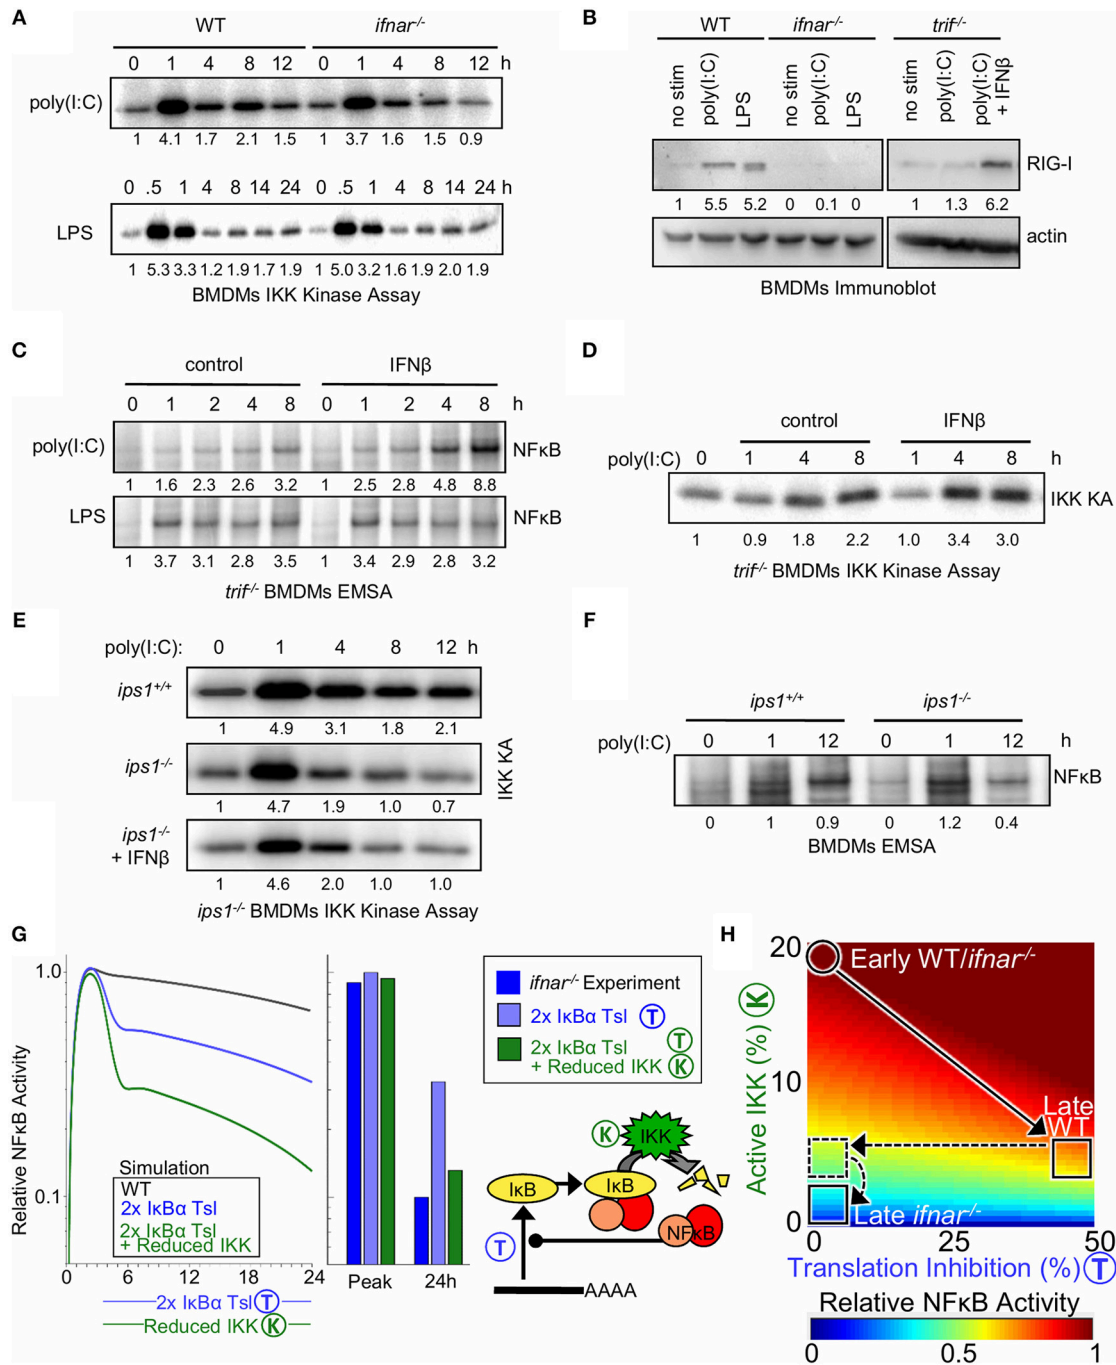 A
WT ifnar-/-
0 1 4 8 12 0 1 4 8 12 h
poly(I:C)
1 4.1 1.7 2.1 1.5 1 3.7 1.6 1.5 0.9
0 .5 1 4 8 14 24 0 .5 1 4 8 14 24 h
LPS
1 5.3 3.3 1.2 1.9 1.7 1.9 1 5.0 3.2 1.6 1.9 2.0 1.9
BMDMs IKK Kinase Assay
B
WT ifnar-/- trif-/-
no stim poly(I:C) LPS no stim poly(I:C) LPS no stim poly(I:C) poly(I:C) + IFNβ
RIG-I
1 5.5 5.2 0 0.1 0 1 1.3 6.2
actin
BMDMs Immunoblot
C
control IFNβ
0 1 2 4 8 0 1 2 4 8 h
poly(I:C) NFκB
1 1.6 2.3 2.6 3.2 1 2.5 2.8 4.8 8.8
LPS NFκB
1 3.7 3.1 2.8 3.5 1 3.4 2.9 2.8 3.2
trif-/- BMDMs EMSA
D
control IFNβ
poly(I:C) 0 1 4 8 1 4 8 h
IKK KA
1 0.9 1.8 2.2 1.0 3.4 3.0
trif-/- BMDMs IKK Kinase Assay
E
poly(I:C): 0 1 4 8 12 h
ips1+/+
1 4.9 3.1 1.8 2.1
ips1-/-
1 4.7 1.9 1.0 0.7
IKK KA
ips1-/-
+ IFNβ
1 4.6 2.0 1.0 1.0
ips1-/- BMDMs IKK Kinase Assay
F
ips1+/+ ips1-/-
poly(I:C) 0 1 12 0 1 12 h
NFκB
0 1 0.9 0 1.2 0.4
BMDMs EMSA
G
Relative NFκB Activity
1.0
0.1
Simulation
WT
2x IκBα Tsl
2x IκBα Tsl
+ Reduced IKK
0 6 12 18 24
2x IκBα Tsl T
Reduced IKK K
Peak 24h
ifnar-/- Experiment
2x IκBα Tsl T
2x IκBα Tsl T
+ Reduced IKK K
K IKK
IκB IκB
NFκB
T
AAAA
H
Active IKK (%) K
20
10
0
Early WT/ifnar-/-
Late
WT
Late ifnar-/-
0 25 50
Translation Inhibition (%) T
Relative NFκB Activity
0 0.5 1